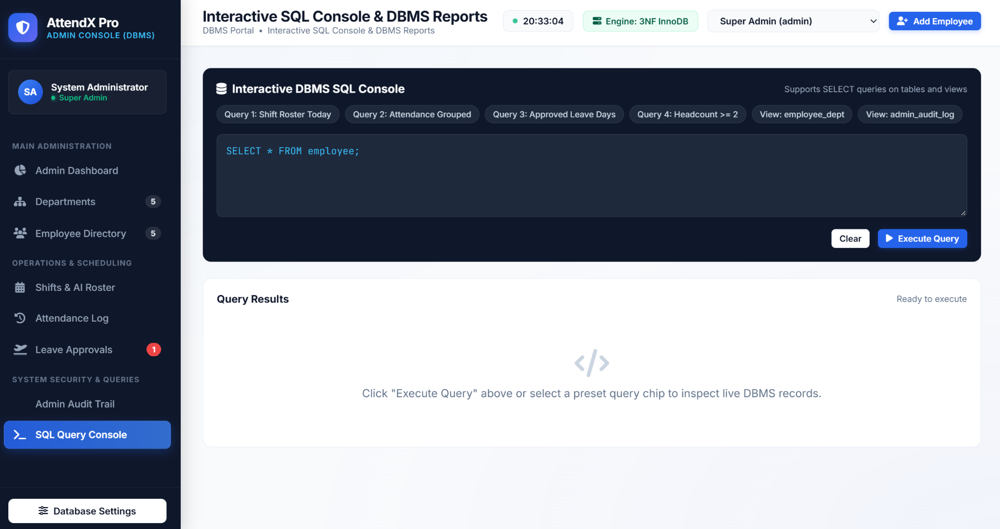 AttendX Pro
ADMIN CONSOLE (DBMS)
SA
System Administrator
Super Admin
MAIN ADMINISTRATION
Admin Dashboard
Departments 5
Employee Directory 5
OPERATIONS & SCHEDULING
Shifts & AI Roster
Attendance Log
Leave Approvals 1
SYSTEM SECURITY & QUERIES
Admin Audit Trail
SQL Query Console
Database Settings
Interactive SQL Console & DBMS Reports
DBMS Portal • Interactive SQL Console & DBMS Reports
20:33:04
Engine: 3NF InnoDB
Super Admin (admin)
Add Employee
Interactive DBMS SQL Console
Supports SELECT queries on tables and views
Query 1: Shift Roster Today
Query 2: Attendance Grouped
Query 3: Approved Leave Days
Query 4: Headcount >= 2
View: employee_dept
View: admin_audit_log
SELECT * FROM employee;
Clear
Execute Query
Query Results
Ready to execute
Click "Execute Query" above or select a preset query chip to inspect live DBMS records.